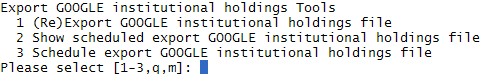 Export GOOGLE institutional holdings Tools
1 (Re)Export GOOGLE institutional holdings file
2 Show scheduled export GOOGLE institutional holdings file
3 Schedule export GOOGLE institutional holdings file
Please select [1-3,q,m]: